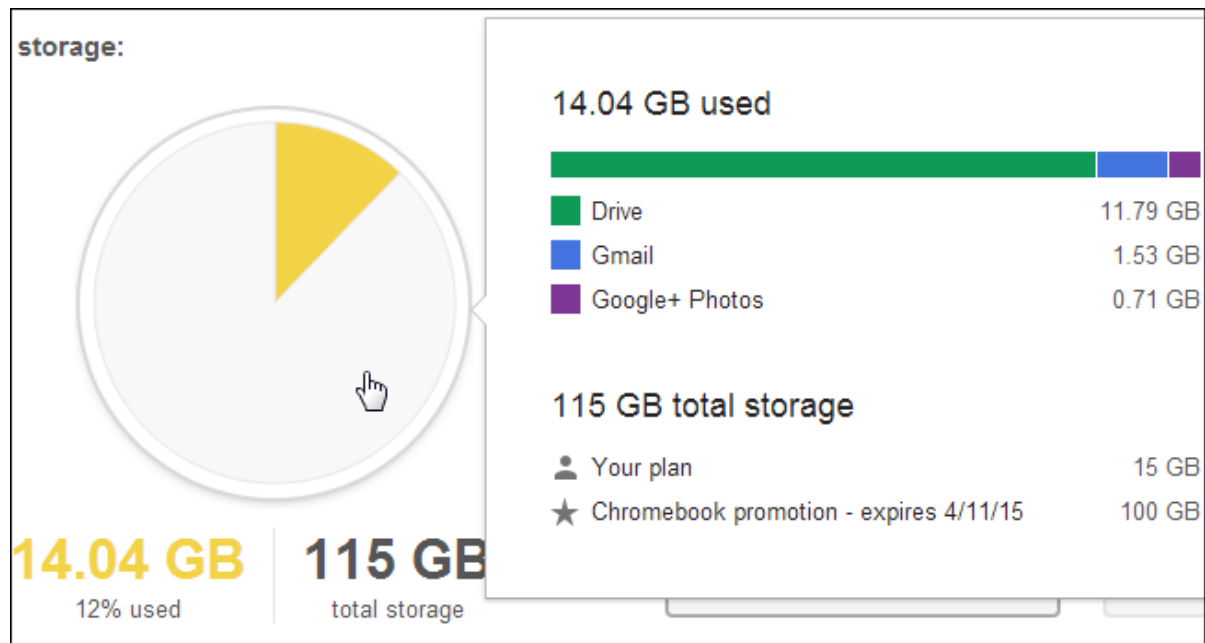 storage:
14.04 GB used
Drive 11.79 GB
Gmail 1.53 GB
Google+ Photos 0.71 GB
115 GB total storage
Your plan 15 GB
Chromebook promotion - expires 4/11/15 100 GB
14.04 GB
12% used
115 GB
total storage